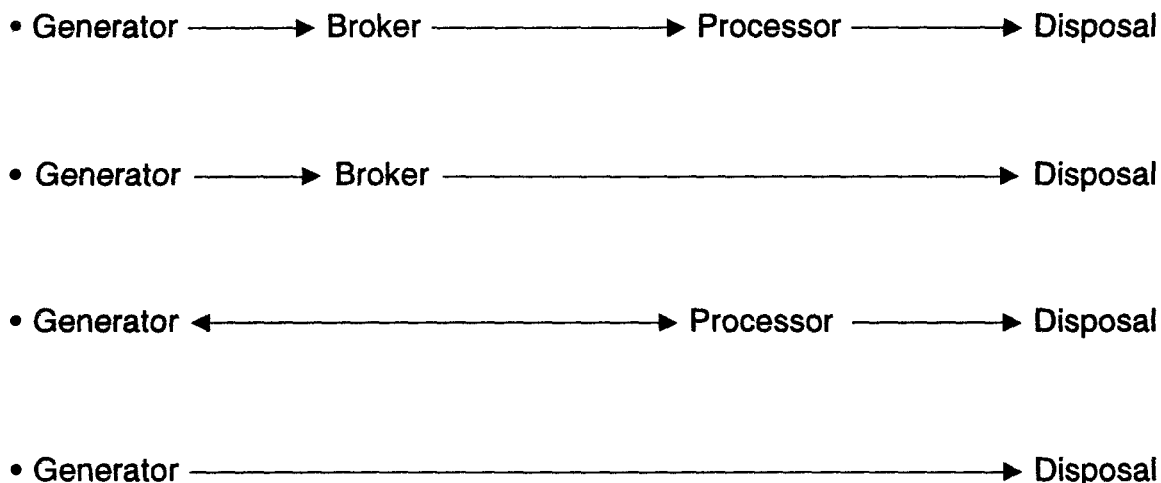 • Generator Broker Processor Disposal
• Generator Broker Disposal
• Generator Processor Disposal
• Generator Disposal